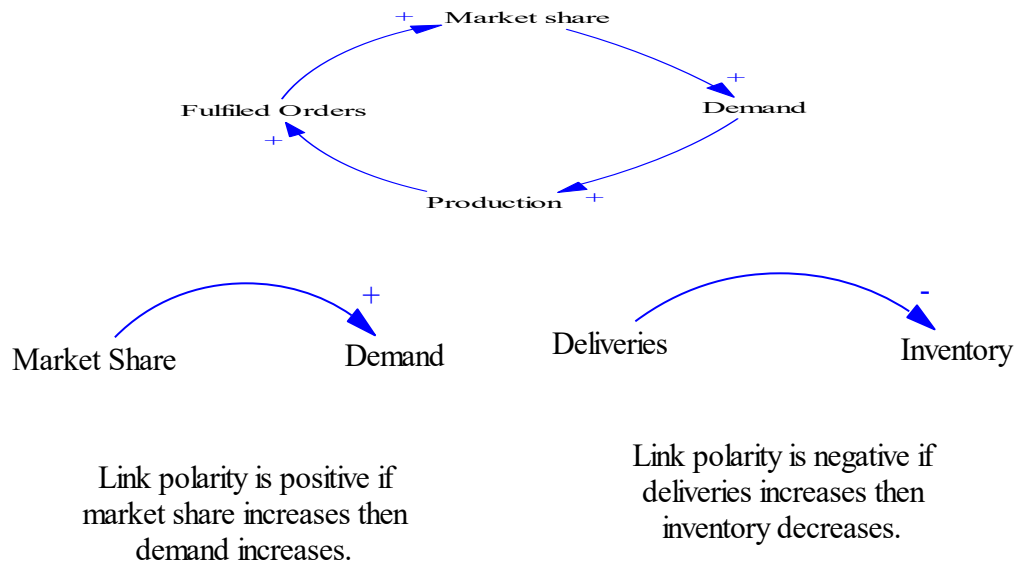 + Market share
+
Fulfiled Orders
Demand
+
Production +
+
-
Market Share
Demand
Deliveries
Inventory
Link polarity is positive if
market share increases then
demand increases.
Link polarity is negative if
deliveries increases then
inventory decreases.